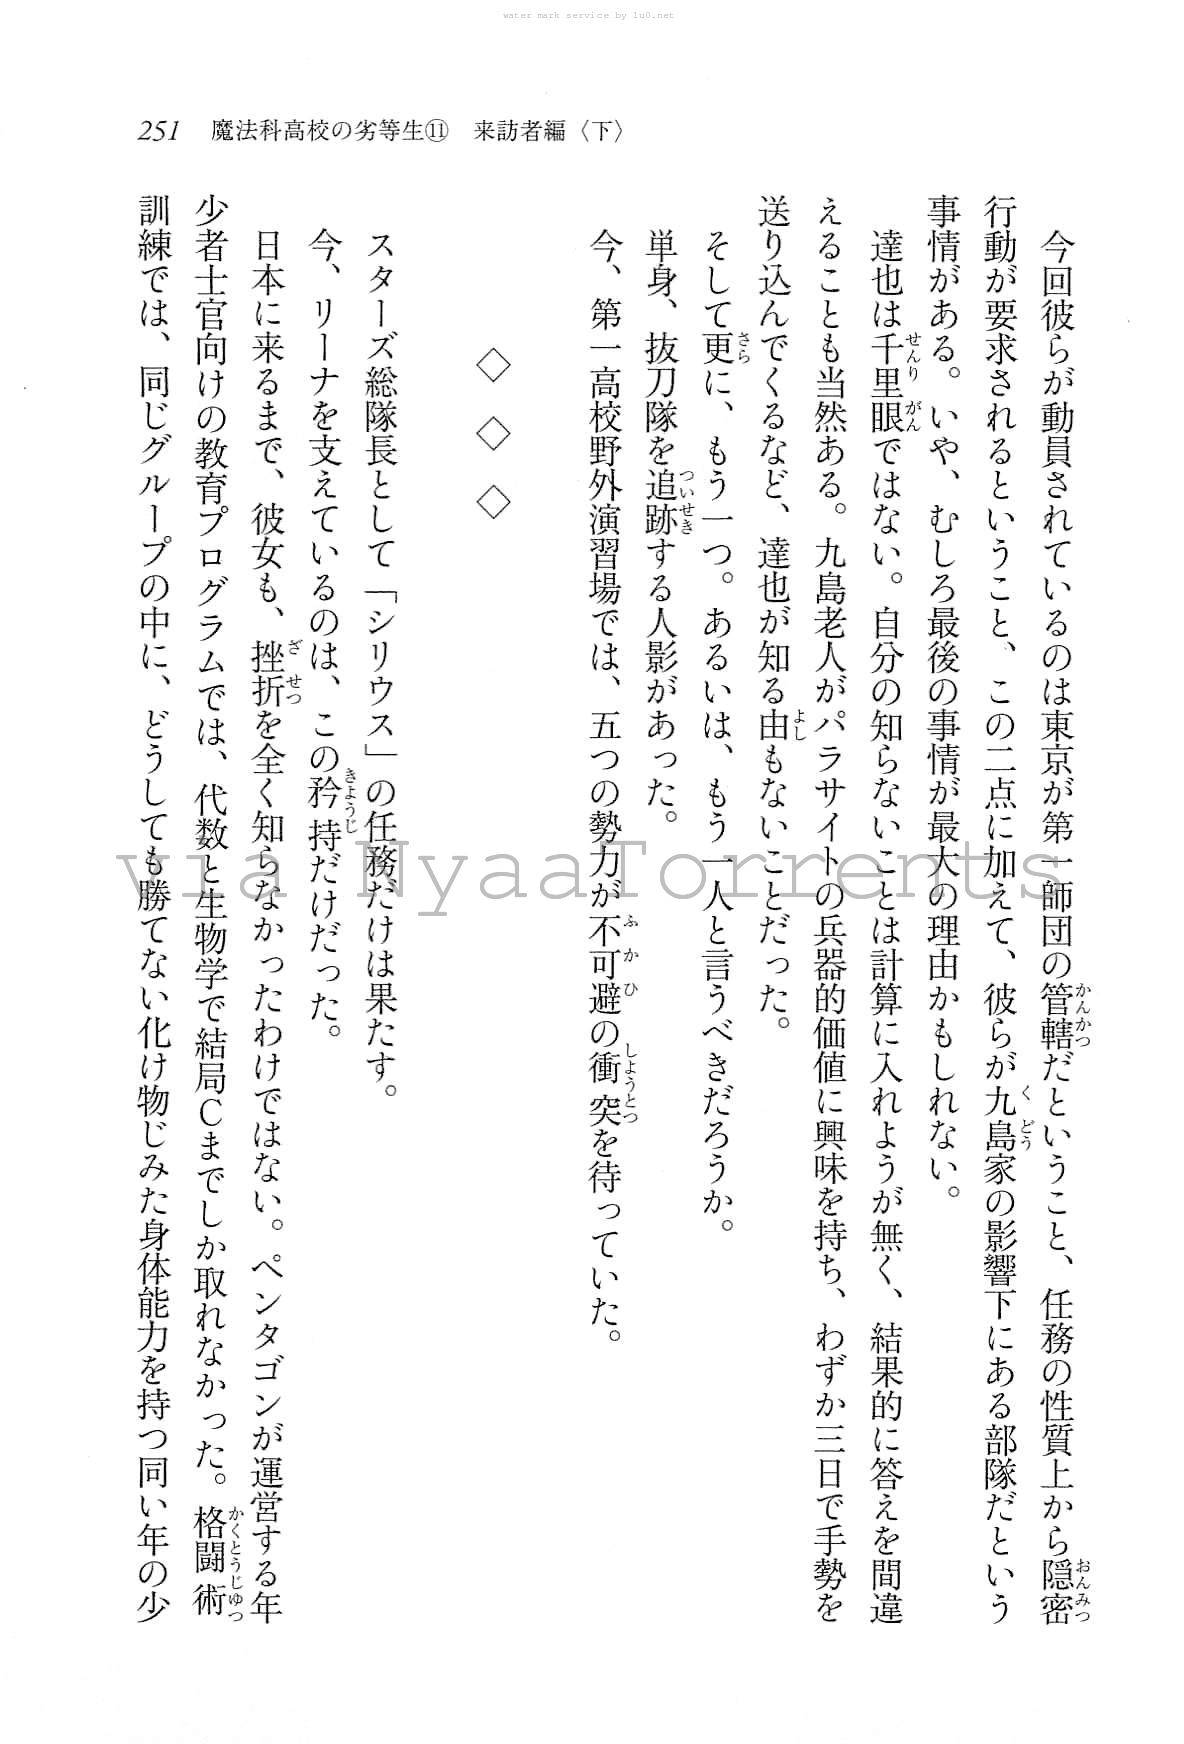 water mark service by lu0.net
251　魔法科高校の劣等生⑪　来訪者編〈下〉
　今回彼らが動員されているのは東京が第一師団の管轄だということ、任務の性質上から隠密
行動が要求されるということ、この二点に加えて、彼らが九島家の影響下にある部隊だという
事情がある。いや、むしろ最後の事情が最大の理由かもしれない。
　達也は千里眼ではない。自分の知らないことは計算に入れようが無く、結果的に答えを間違
えることも当然ある。九島老人がパラサイトの兵器的価値に興味を持ち、わずか三日で手勢を
送り込んでくるなど、達也が知る由もないことだった。
　そして更に、もう一つ。あるいは、もう一人と言うべきだろうか。
　単身、抜刀隊を追跡する人影があった。
　今、第一高校野外演習場では、五つの勢力が不可避の衝突を待っていた。
◇　◇　◇
　スターズ総隊長として「シリウス」の任務だけは果たす。
　今、リーナを支えているのは、この矜持だけだった。
　日本に来るまで、彼女も、挫折を全く知らなかったわけではない。ペンタゴンが運営する年
少者士官向けの教育プログラムでは、代数と生物学で結局Ｃまでしか取れなかった。格闘術
訓練では、同じグループの中に、どうしても勝てない化け物じみた身体能力を持つ同い年の少
via NyaaTorrents